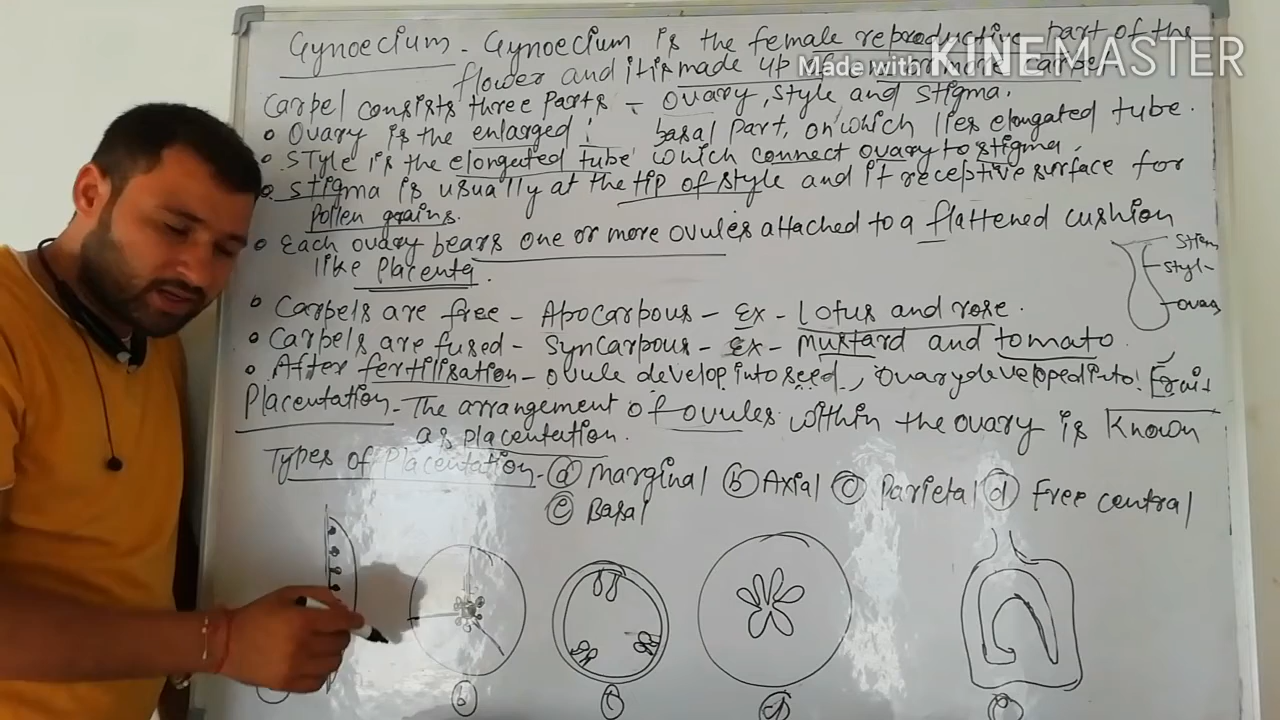 Gynoecium - Gynoecium is the female reproductive part of the
flower and it is made up of one or more carpel
Made with KINEMASTER
Carpel consists three parts - ovary, style and stigma.
• Ovary is the enlarged basal part, on which lies elongated tube.
• Style is the elongated tube which connect ovary to stigma.
• Stigma is usually at the tip of style and it receptive surface for
pollen grains.
• Each ovary bears one or more ovules attached to a flattened cushion
like placenta.
Stigm
Styl-
ovary
• Carpels are free - Apocarpous - Ex - Lotus and rose.
• Carpels are fused - Syncarpous - Ex - Mustard and tomato.
• After fertilisation - ovule develop into seed, ovary developed into Fruit
Placentation - The arrangement of ovules within the ovary is known
as placentation.
Types of placentation - (a) Marginal (b) Axial (c) Parietal (d) Free central
(e) Basal
b
c
d
e